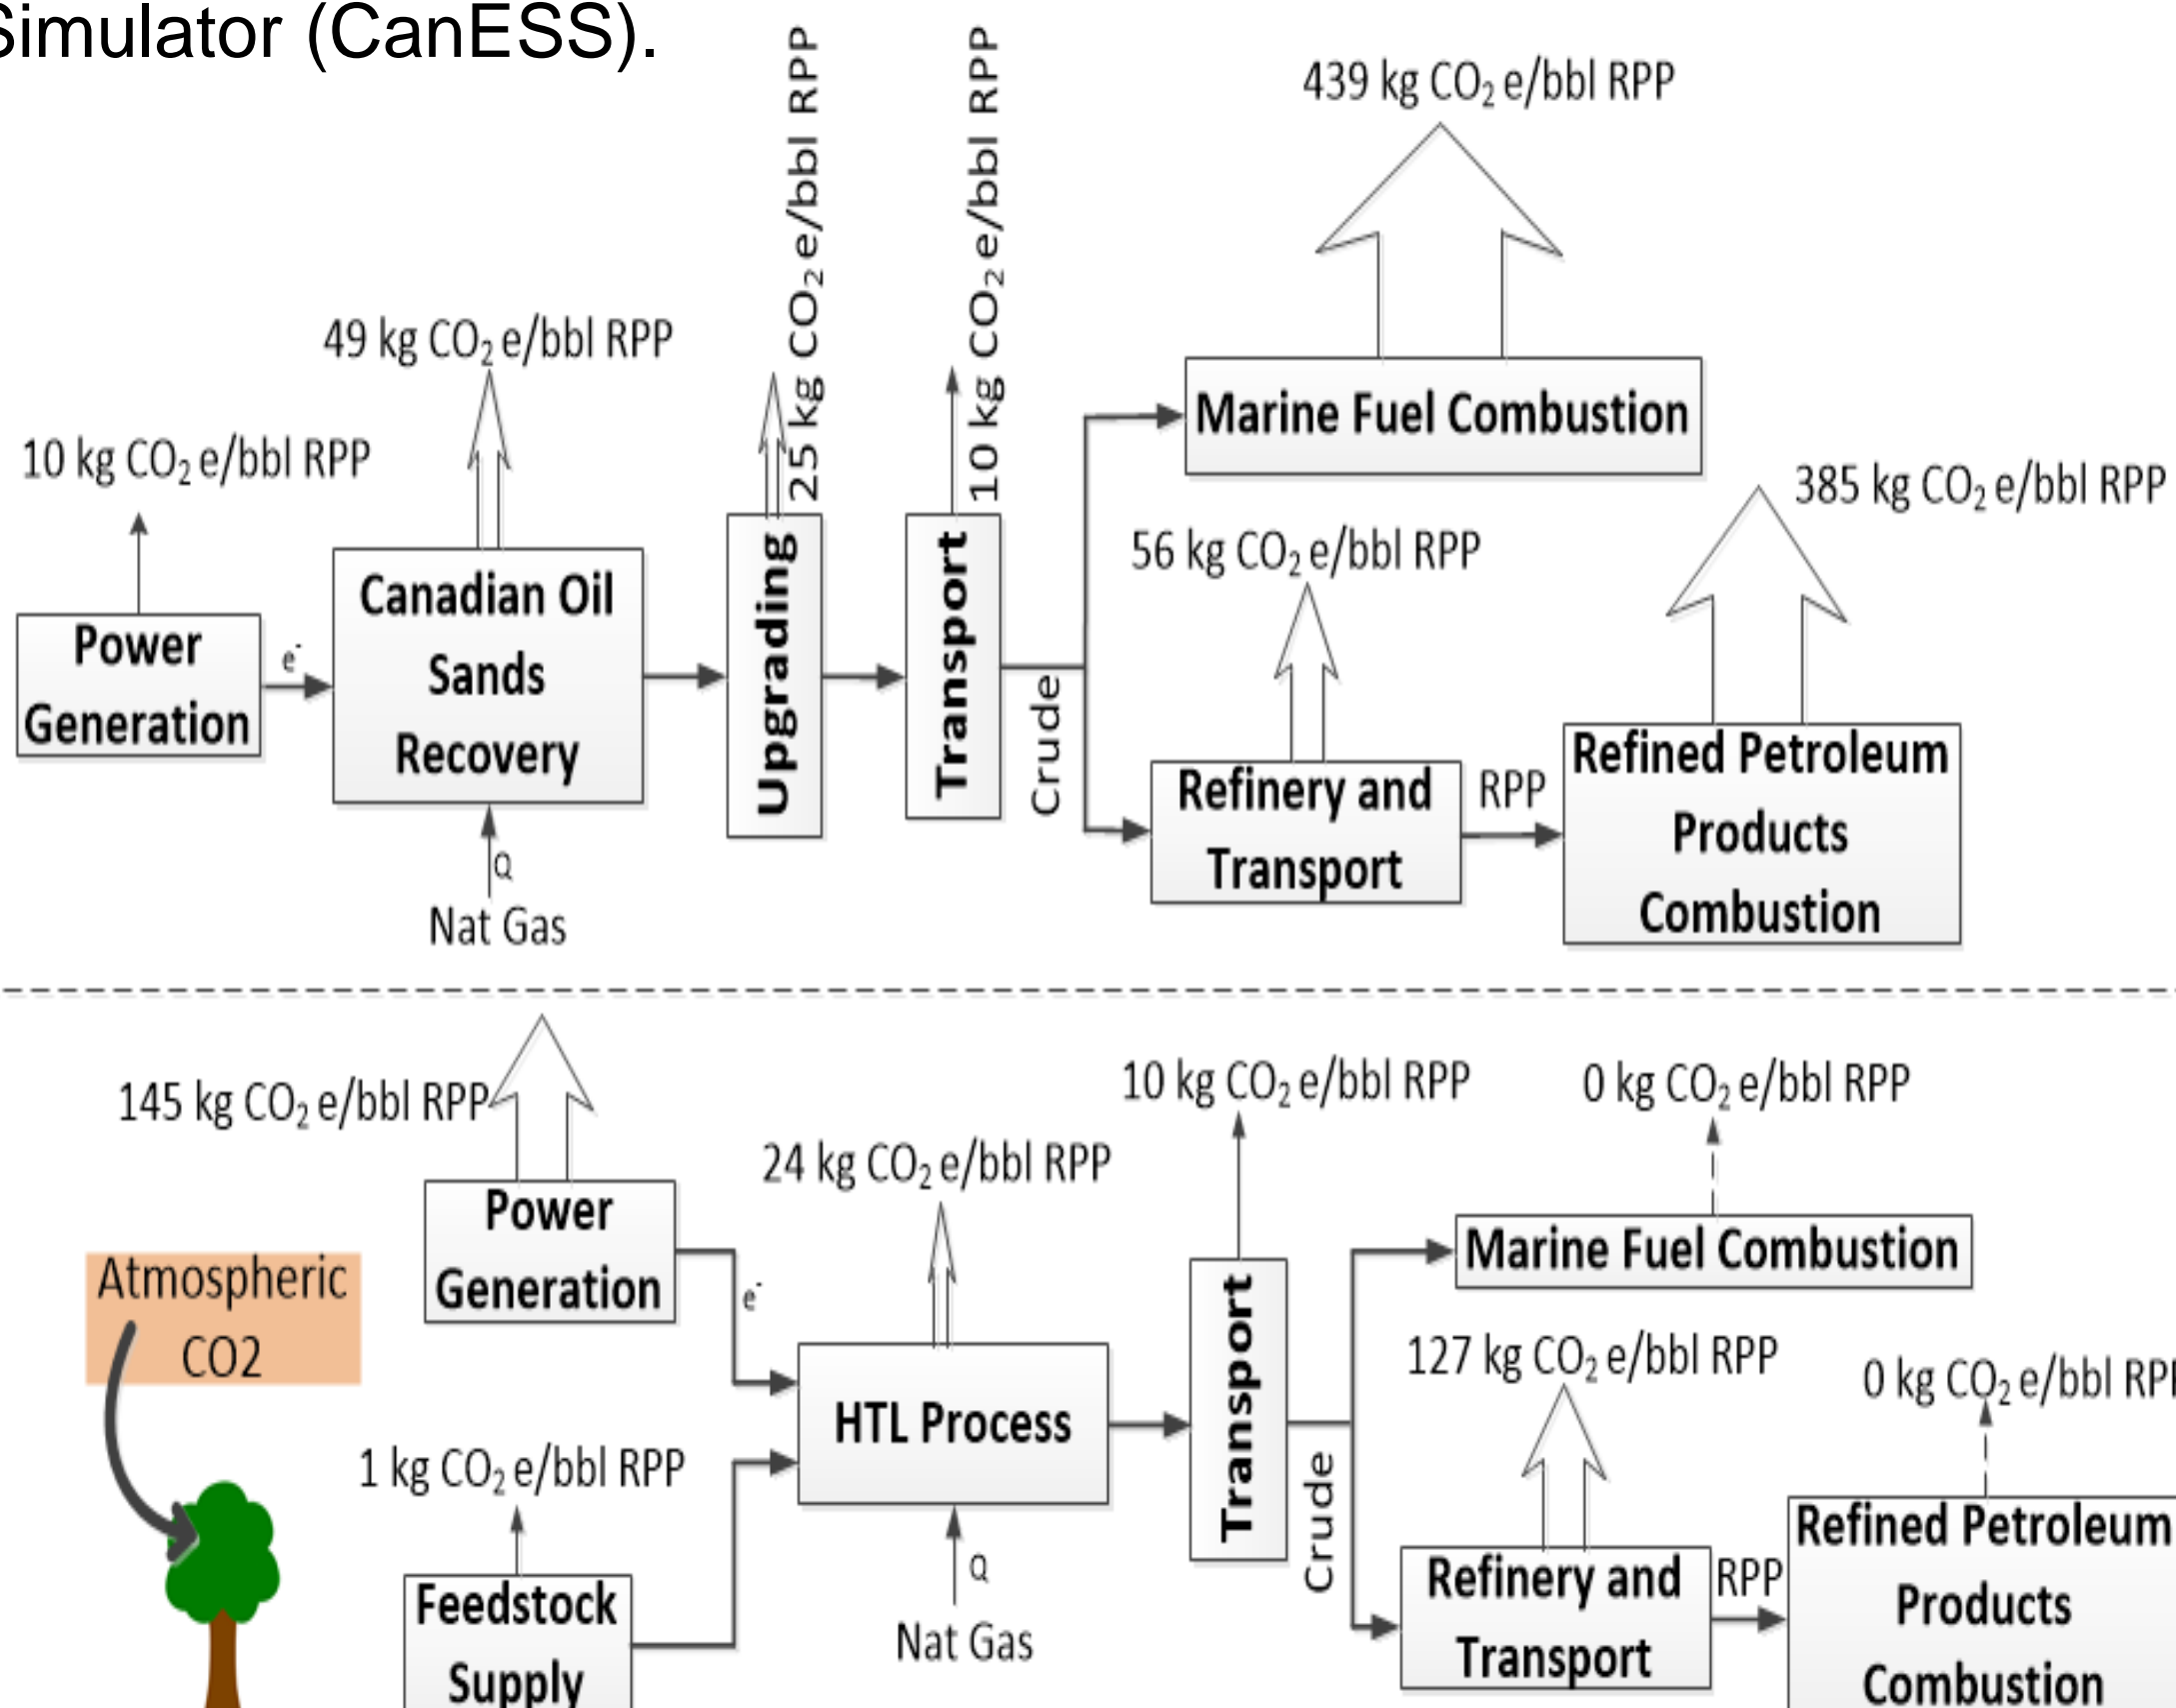 Simulator (CanESS).
439 kg CO₂ e/bbl RPP
25 kg CO₂ e/bbl RPP
10 kg CO₂ e/bbl RPP
49 kg CO₂ e/bbl RPP
10 kg CO₂ e/bbl RPP
Marine Fuel Combustion
385 kg CO₂ e/bbl RPP
56 kg CO₂ e/bbl RPP
Power
Generation
e⁻
Canadian Oil
Sands
Recovery
Q
Nat Gas
Upgrading
Transport
Crude
Refinery and
Transport
RPP
Refined Petroleum
Products
Combustion
145 kg CO₂ e/bbl RPP
10 kg CO₂ e/bbl RPP
0 kg CO₂ e/bbl RPP
24 kg CO₂ e/bbl RPP
Power
Generation
e⁻
Marine Fuel Combustion
Atmospheric
CO2
127 kg CO₂ e/bbl RPP
0 kg CO₂ e/bbl RPP
HTL Process
1 kg CO₂ e/bbl RPP
Transport
Crude
Q
Nat Gas
Feedstock
Supply
Refinery and
Transport
RPP
Refined Petroleum
Products
Combustion